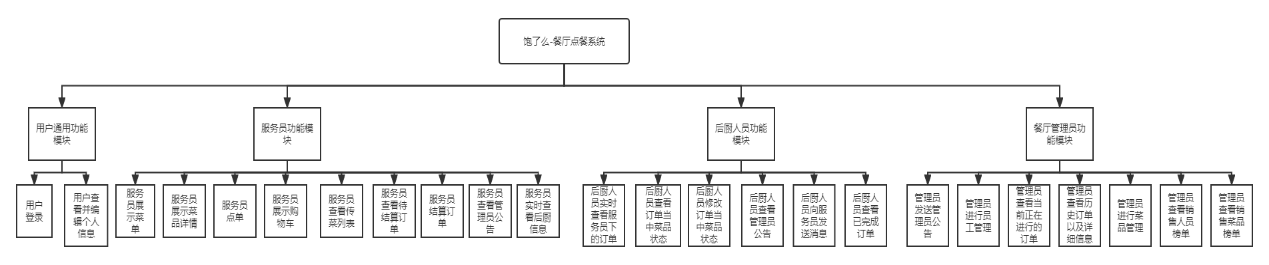 饱了么-餐厅点餐系统
用户通用功能
模块
服务员功能模
块
后厨人员功能
模块
餐厅管理员功
能模块
用户
登录
用户查
看并编
辑个人
信息
服务
员展
示菜
单
服务员
展示菜
品详情
服务员
点单
服务员
展示购
物车
服务员
查看传
菜列表
服务员
查看待
结算订
单
服务员
结算订
单
服务员
查看管
理员公
告
服务员
实时查
看后厨
信息
后厨人
员实时
查看服
务员下
的订单
后厨人
员查看
订单当
中菜品
状态
后厨人
员修改
订单当
中菜品
状态
后厨人
员查看
管理员
公告
后厨人
员向服
务员发
送消息
后厨人
员查看
已完成
订单
管理员
发送管
理员公
告
管理员
进行员
工管理
管理员
查看当
前正在
进行的
订单
管理员
查看历
史订单
以及详
细信息
管理员
进行菜
品管理
管理员
查看销
售人员
榜单
管理员
查看销
售菜品
榜单